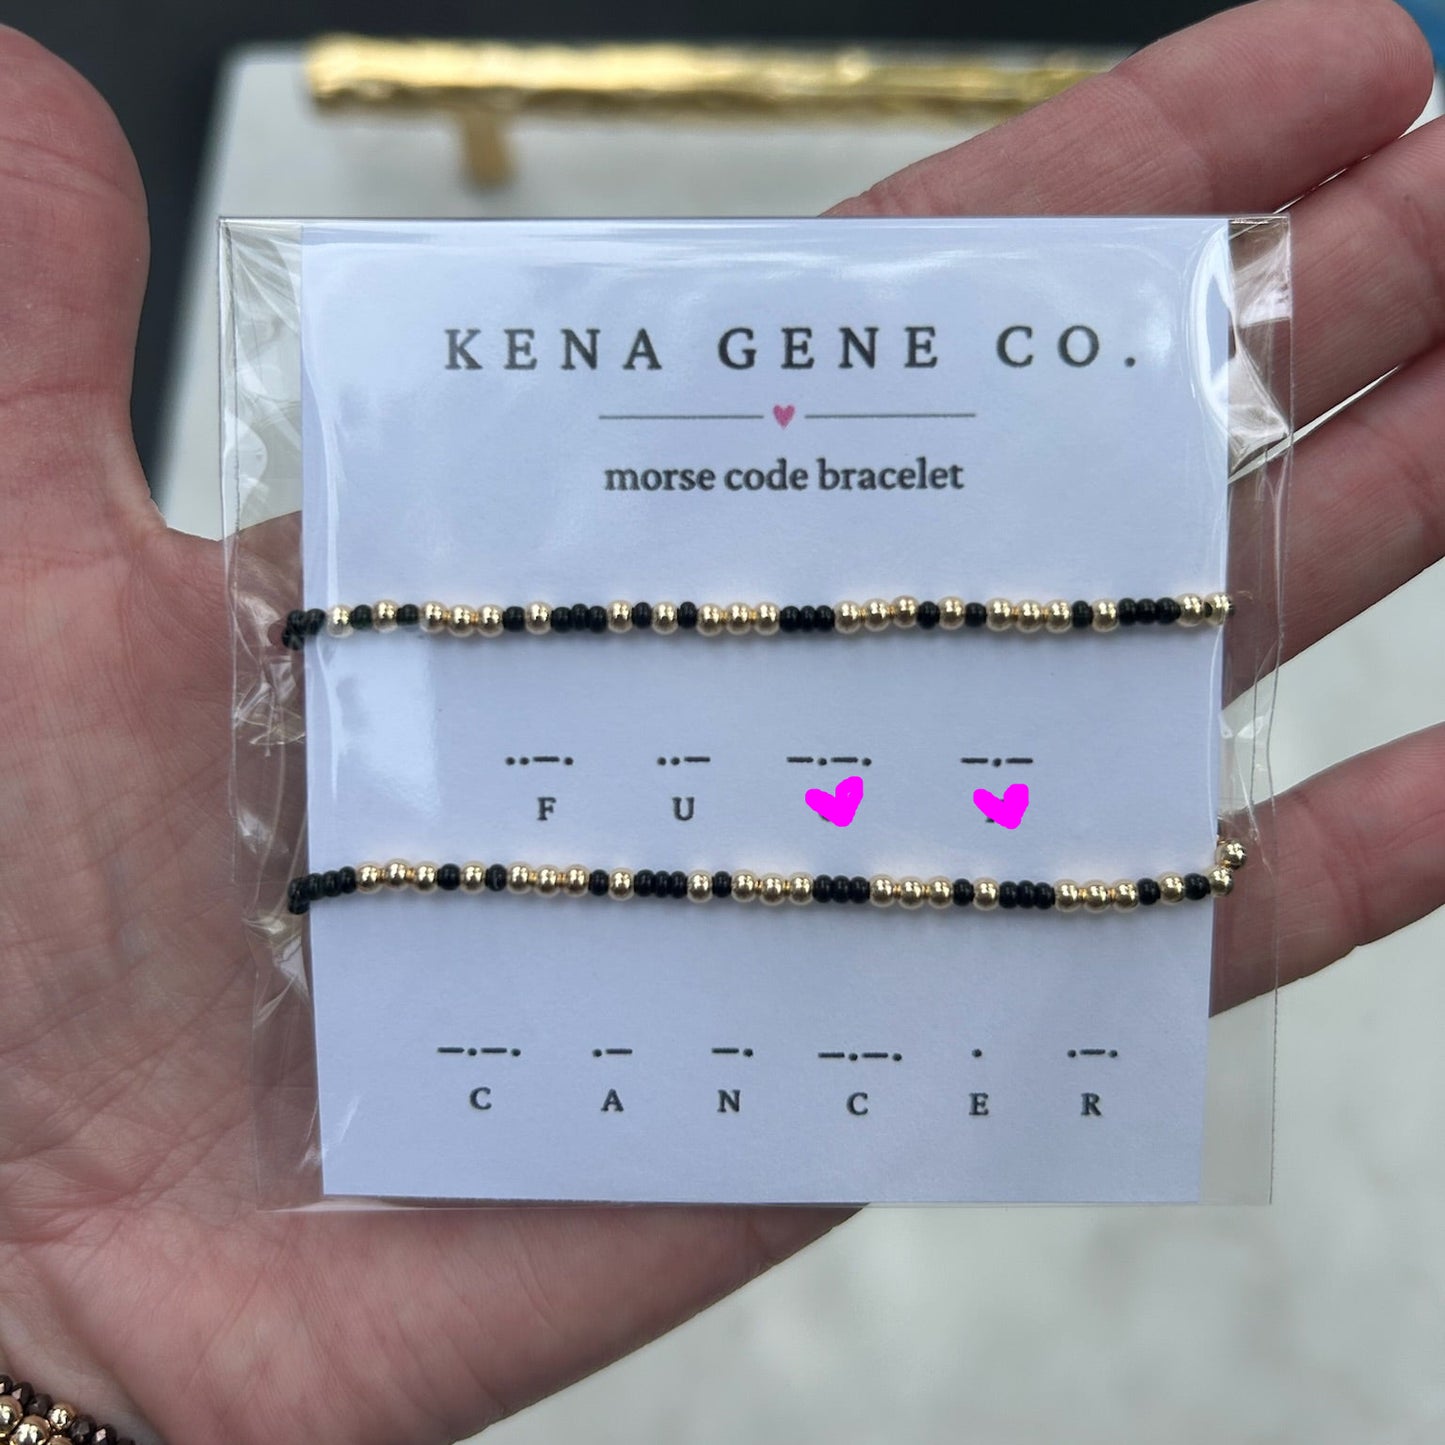 KENA GENE CO.
morse code bracelet
..—. ..— —.—. —.—
F U
—.—. .— —. —.—. . .—.
C A N C E R